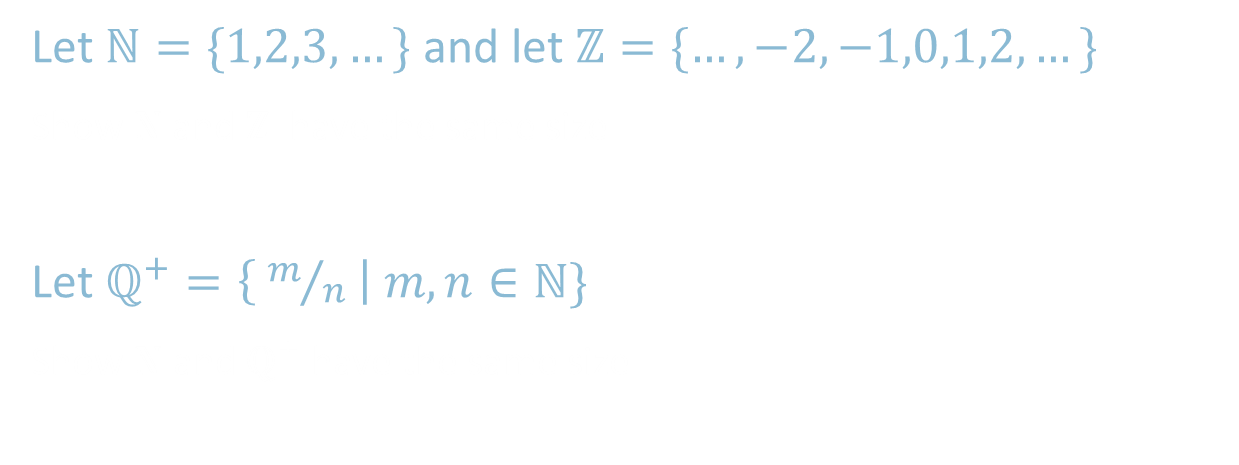 Let ℕ = {1,2,3, … } and let ℤ = {… , −2, −1,0,1,2, … }
Let ℚ⁺ = { ᵐ/ₙ | 𝑚, 𝑛 ∈ ℕ}